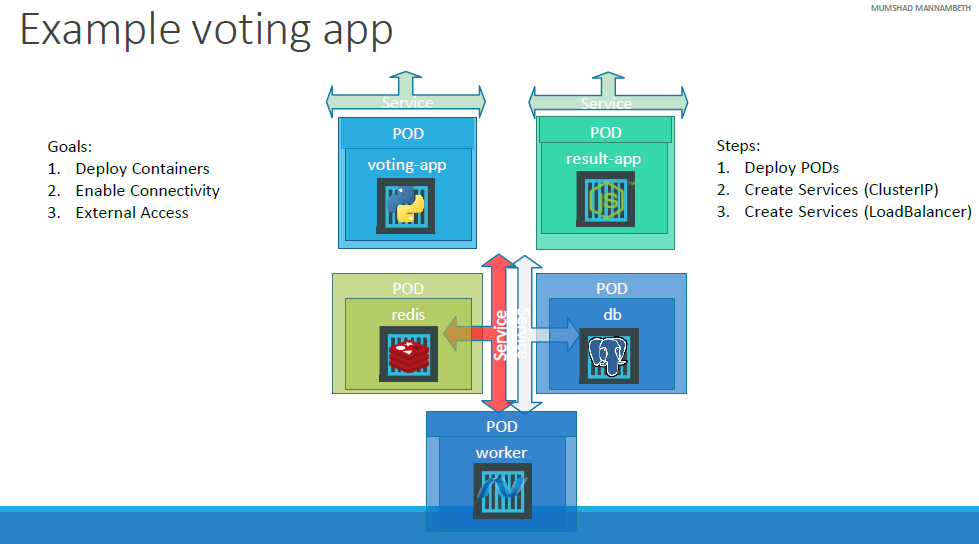 MUMSHAD MANNAMBETH
Example voting app
Goals:
1. Deploy Containers
2. Enable Connectivity
3. External Access
Service
POD
voting-app
Service
POD
result-app
JS
TM
Steps:
1. Deploy PODs
2. Create Services (ClusterIP)
3. Create Services (LoadBalancer)
POD
redis
Service
Service
POD
db
POD
worker